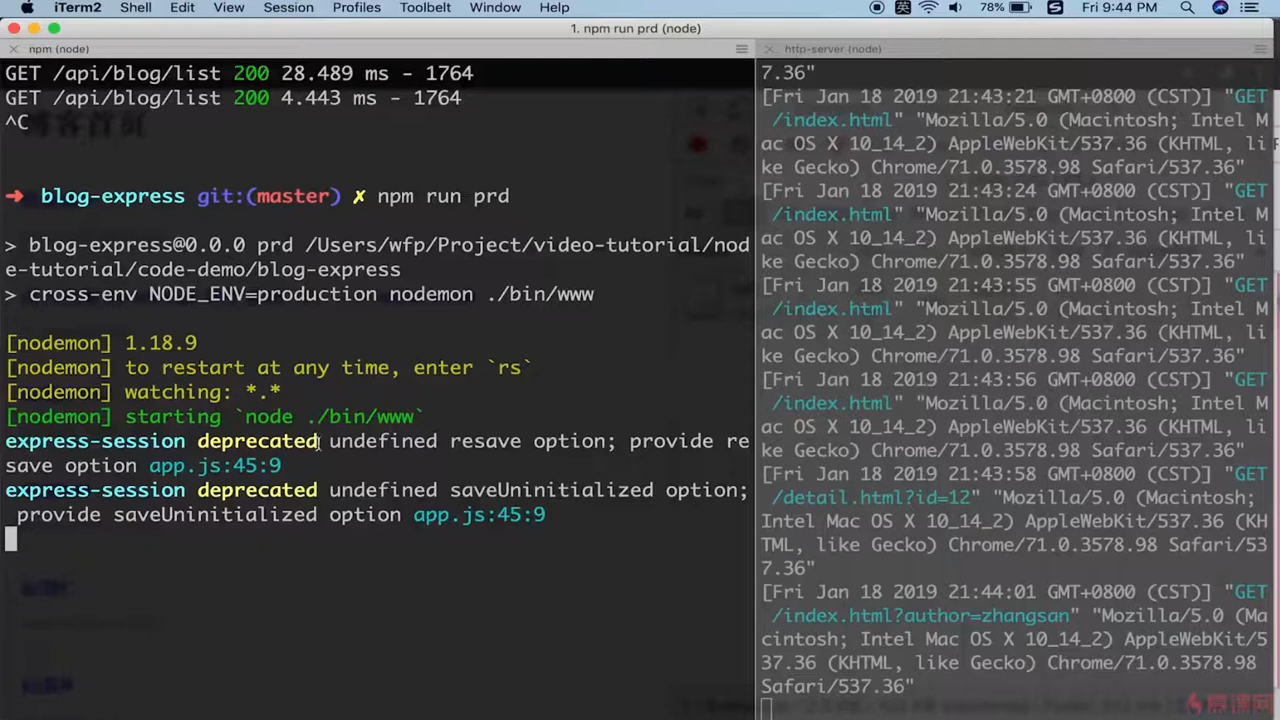 iTerm2 Shell Edit View Session Profiles Toolbelt Window Help 英 78% S Fri 9:44 PM
1. npm run prd (node)
npm (node)
GET /api/blog/list 200 28.489 ms - 1764
GET /api/blog/list 200 4.443 ms - 1764
^C
博客首页
➜ blog-express git:(master) ✗ npm run prd
> blog-express@0.0.0 prd /Users/wfp/Project/video-tutorial/nod
e-tutorial/code-demo/blog-express
> cross-env NODE_ENV=production nodemon ./bin/www
[nodemon] 1.18.9
[nodemon] to restart at any time, enter `rs`
[nodemon] watching: *.*
[nodemon] starting `node ./bin/www`
express-session deprecated undefined resave option; provide re
save option app.js:45:9
express-session deprecated undefined saveUninitialized option;
provide saveUninitialized option app.js:45:9
http-server (node)
7.36"
[Fri Jan 18 2019 21:43:21 GMT+0800 (CST)] "GET
/index.html" "Mozilla/5.0 (Macintosh; Intel M
ac OS X 10_14_2) AppleWebKit/537.36 (KHTML, li
ke Gecko) Chrome/71.0.3578.98 Safari/537.36"
[Fri Jan 18 2019 21:43:24 GMT+0800 (CST)] "GET
/index.html" "Mozilla/5.0 (Macintosh; Intel M
ac OS X 10_14_2) AppleWebKit/537.36 (KHTML, li
ke Gecko) Chrome/71.0.3578.98 Safari/537.36"
[Fri Jan 18 2019 21:43:55 GMT+0800 (CST)] "GET
/index.html" "Mozilla/5.0 (Macintosh; Intel M
ac OS X 10_14_2) AppleWebKit/537.36 (KHTML, li
ke Gecko) Chrome/71.0.3578.98 Safari/537.36"
[Fri Jan 18 2019 21:43:56 GMT+0800 (CST)] "GET
/index.html" "Mozilla/5.0 (Macintosh; Intel M
ac OS X 10_14_2) AppleWebKit/537.36 (KHTML, li
ke Gecko) Chrome/71.0.3578.98 Safari/537.36"
[Fri Jan 18 2019 21:43:58 GMT+0800 (CST)] "GET
/detail.html?id=12" "Mozilla/5.0 (Macintosh;
Intel Mac OS X 10_14_2) AppleWebKit/537.36 (KH
TML, like Gecko) Chrome/71.0.3578.98 Safari/53
7.36"
[Fri Jan 18 2019 21:44:01 GMT+0800 (CST)] "GET
/index.html?author=zhangsan" "Mozilla/5.0 (Ma
cintosh; Intel Mac OS X 10_14_2) AppleWebKit/5
37.36 (KHTML, like Gecko) Chrome/71.0.3578.98
Safari/537.36"